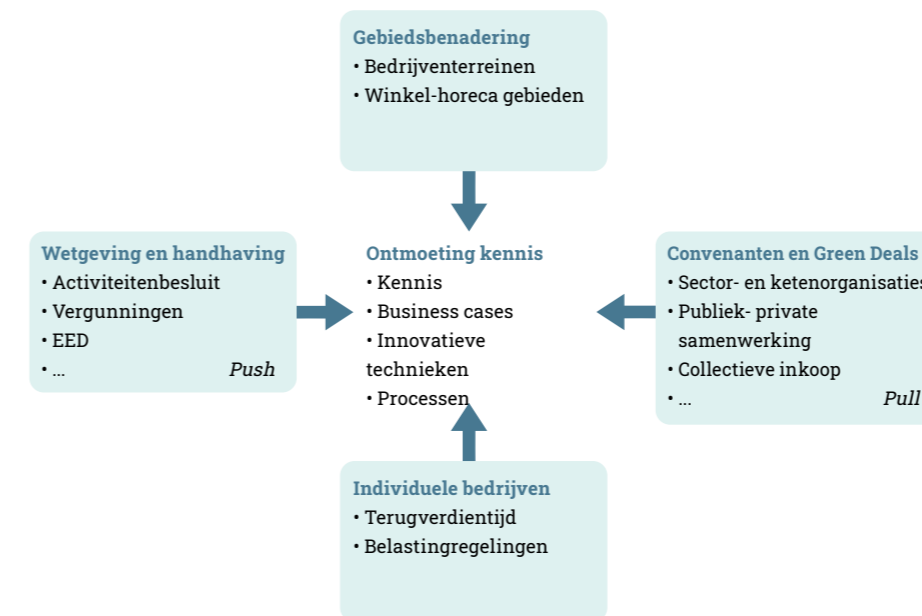 Gebiedsbenadering
• Bedrijventerreinen
• Winkel-horeca gebieden
Wetgeving en handhaving
• Activiteitenbesluit
• Vergunningen
• EED
• ... Push
Ontmoeting kennis
• Kennis
• Business cases
• Innovatieve
technieken
• Processen
Convenanten en Green Deals
• Sector- en ketenorganisaties
• Publiek- private
samenwerking
• Collectieve inkoop
• ... Pull
Individuele bedrijven
• Terugverdientijd
• Belastingregelingen